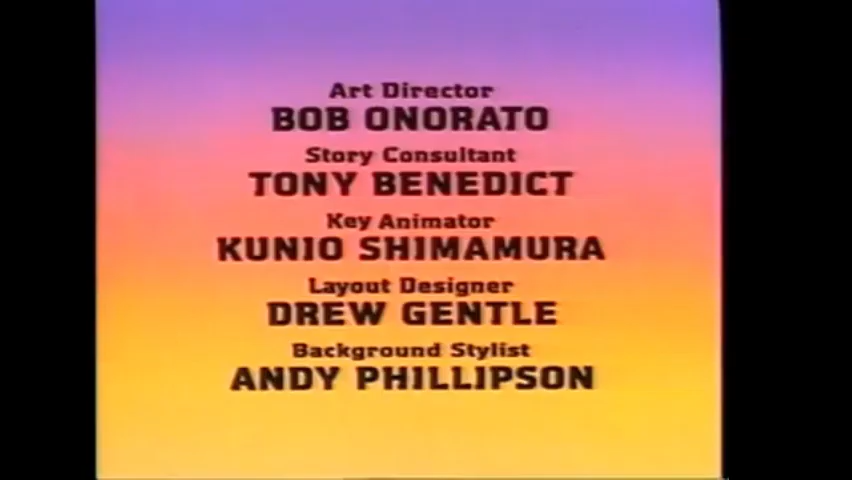 Art Director
BOB ONORATO
Story Consultant
TONY BENEDICT
Key Animator
KUNIO SHIMAMURA
Layout Designer
DREW GENTLE
Background Stylist
ANDY PHILLIPSON